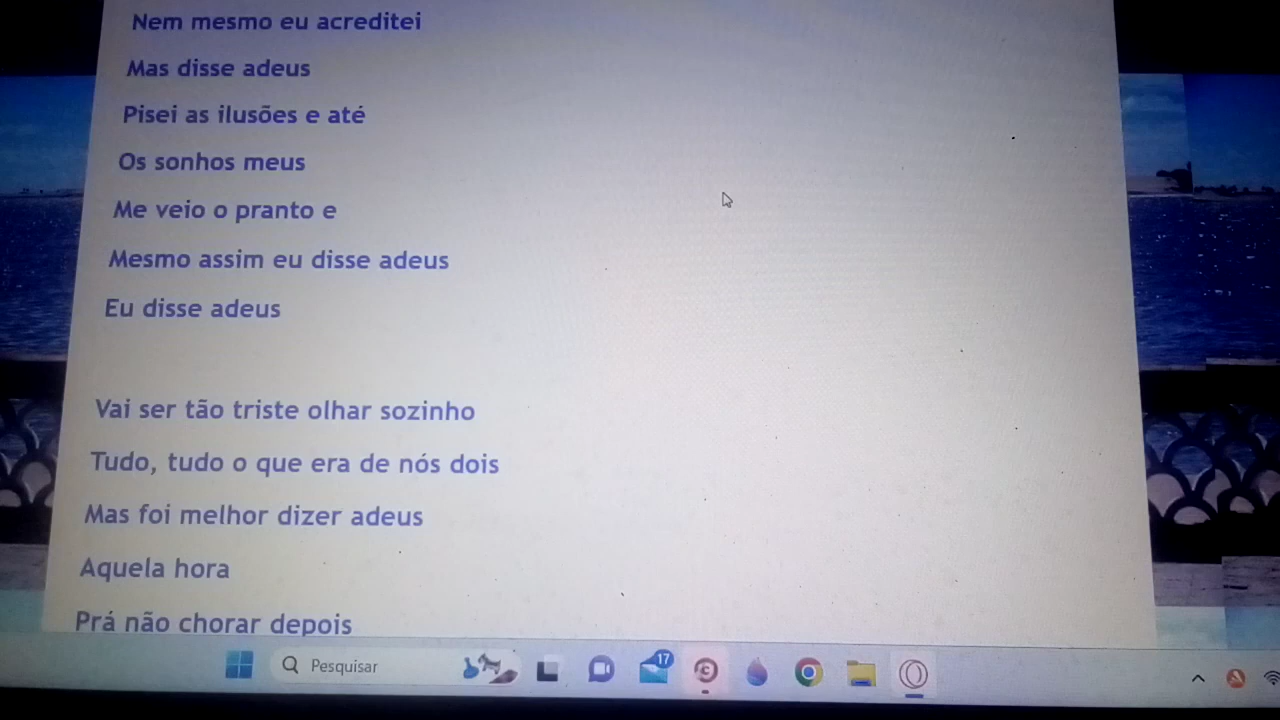 Nem mesmo eu acreditei
Mas disse adeus
Pisei as ilusões e até
Os sonhos meus
Me veio o pranto e
Mesmo assim eu disse adeus
Eu disse adeus
Vai ser tão triste olhar sozinho
Tudo, tudo o que era de nós dois
Mas foi melhor dizer adeus
Aquela hora
Prá não chorar depois
Pesquisar
17